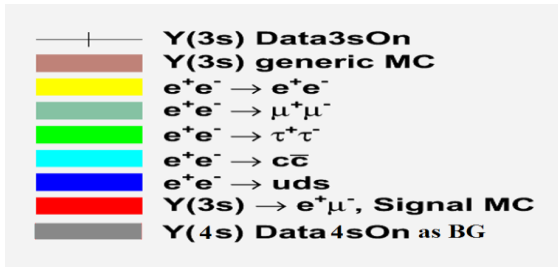 Υ(3s) Data3sOn
Υ(3s) generic MC
e⁺e⁻ → e⁺e⁻
e⁺e⁻ → μ⁺μ⁻
e⁺e⁻ → τ⁺τ⁻
e⁺e⁻ → cc̅
e⁺e⁻ → uds
Υ(3s) → e⁺μ⁻, Signal MC
Υ(4s) Data4sOn as BG